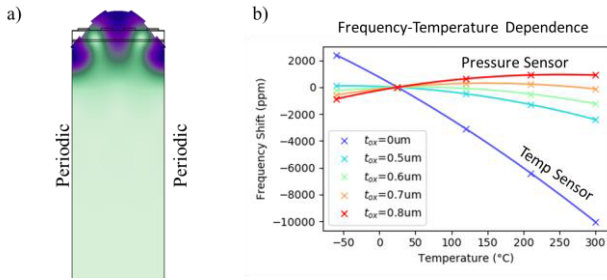 a)
Periodic
Periodic
b)
Frequency-Temperature Dependence
Frequency Shift (ppm)
2000
0
−2000
−4000
−6000
−8000
−10000
Pressure Sensor
Temp Sensor
t_ox=0um
t_ox=0.5um
t_ox=0.6um
t_ox=0.7um
t_ox=0.8um
−50 0 50 100 150 200 250 300
Temperature (°C)